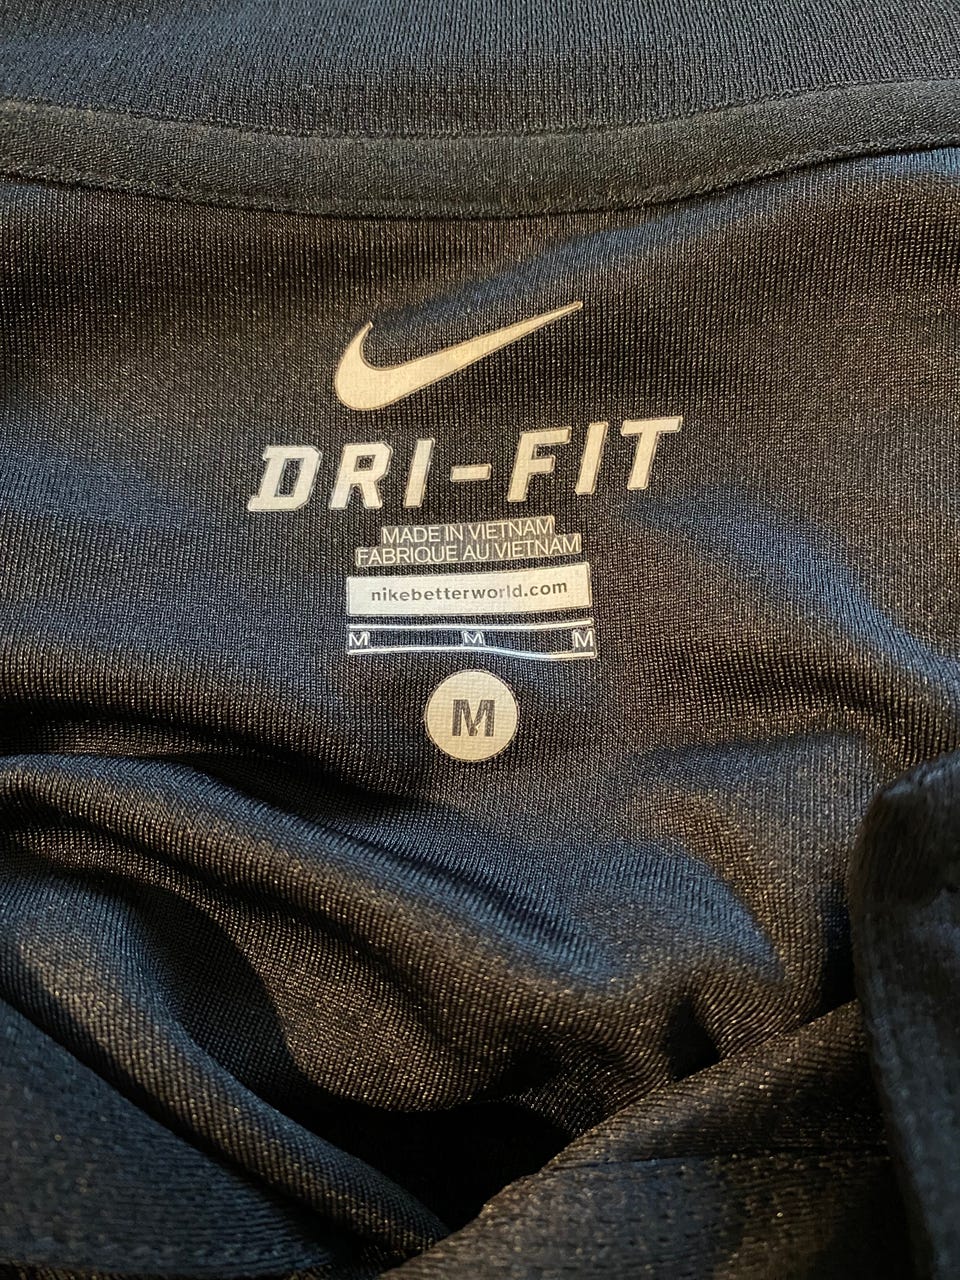 DRI-FIT
MADE IN VIETNAM
FABRIQUE AU VIETNAM
nikebetterworld.com
M M M
M